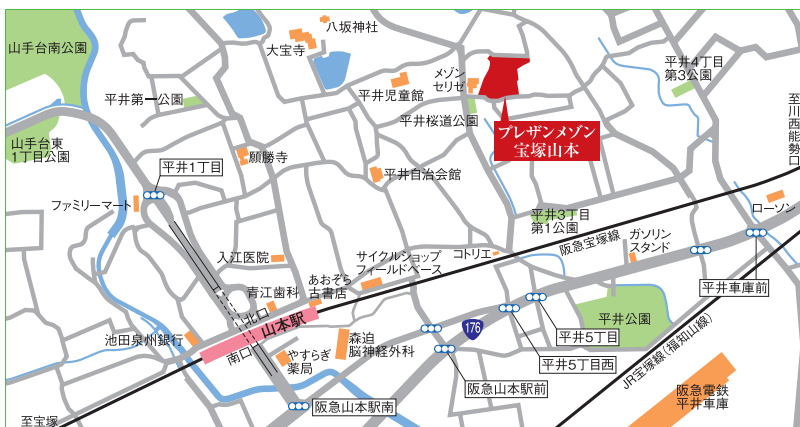 山手台南公園
八坂神社
大宝寺
平井第一公園
平井児童館
メゾン
セリゼ
平井桜道公園
プレザンメゾン
宝塚山本
平井4丁目
第3公園
至川西能勢口
山手台東
1丁目公園
願勝寺
平井1丁目
平井自治会館
ファミリーマート
平井3丁目
第1公園
ローソン
阪急宝塚線
ガソリン
スタンド
入江医院
サイクルショップ
フィールドベース
コトリエ
あおぞら
古書店
青江歯科
北口
山本駅
南口
平井車庫前
池田泉州銀行
やすらぎ
薬局
森迫
脳神経外科
176
平井公園
平井5丁目
平井5丁目西
阪急山本駅前
阪急山本駅南
JR宝塚線(福知山線)
阪急電鉄
平井車庫
至宝塚